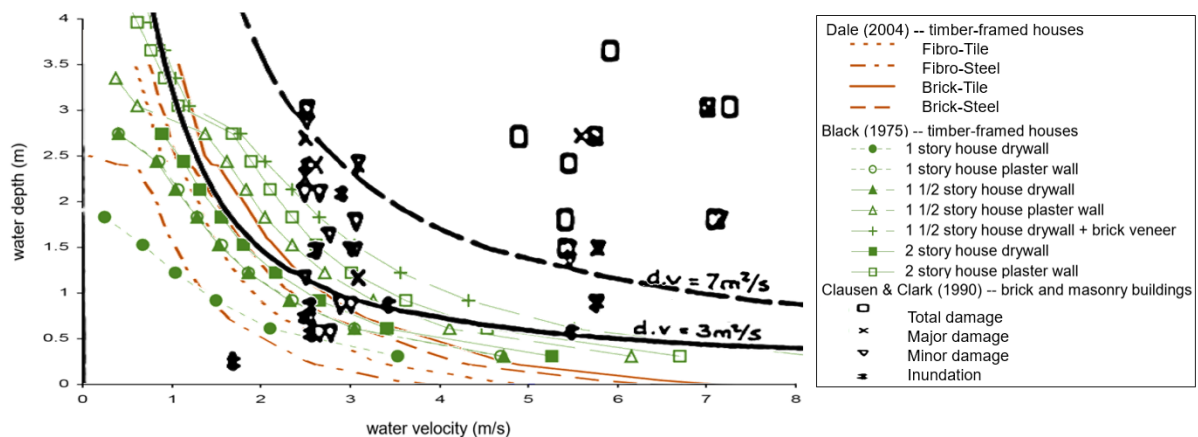 4
3.5
3
2.5
2
1.5
1
0.5
0
water depth (m)
0 1 2 3 4 5 6 7 8
water velocity (m/s)
d.v = 7m²/s
d.v = 3m²/s
Dale (2004) -- timber-framed houses
Fibro-Tile
Fibro-Steel
Brick-Tile
Brick-Steel
Black (1975) -- timber-framed houses
1 story house drywall
1 story house plaster wall
1 1/2 story house drywall
1 1/2 story house plaster wall
1 1/2 story house drywall + brick veneer
2 story house drywall
2 story house plaster wall
Clausen & Clark (1990) -- brick and masonry buildings
Total damage
Major damage
Minor damage
Inundation